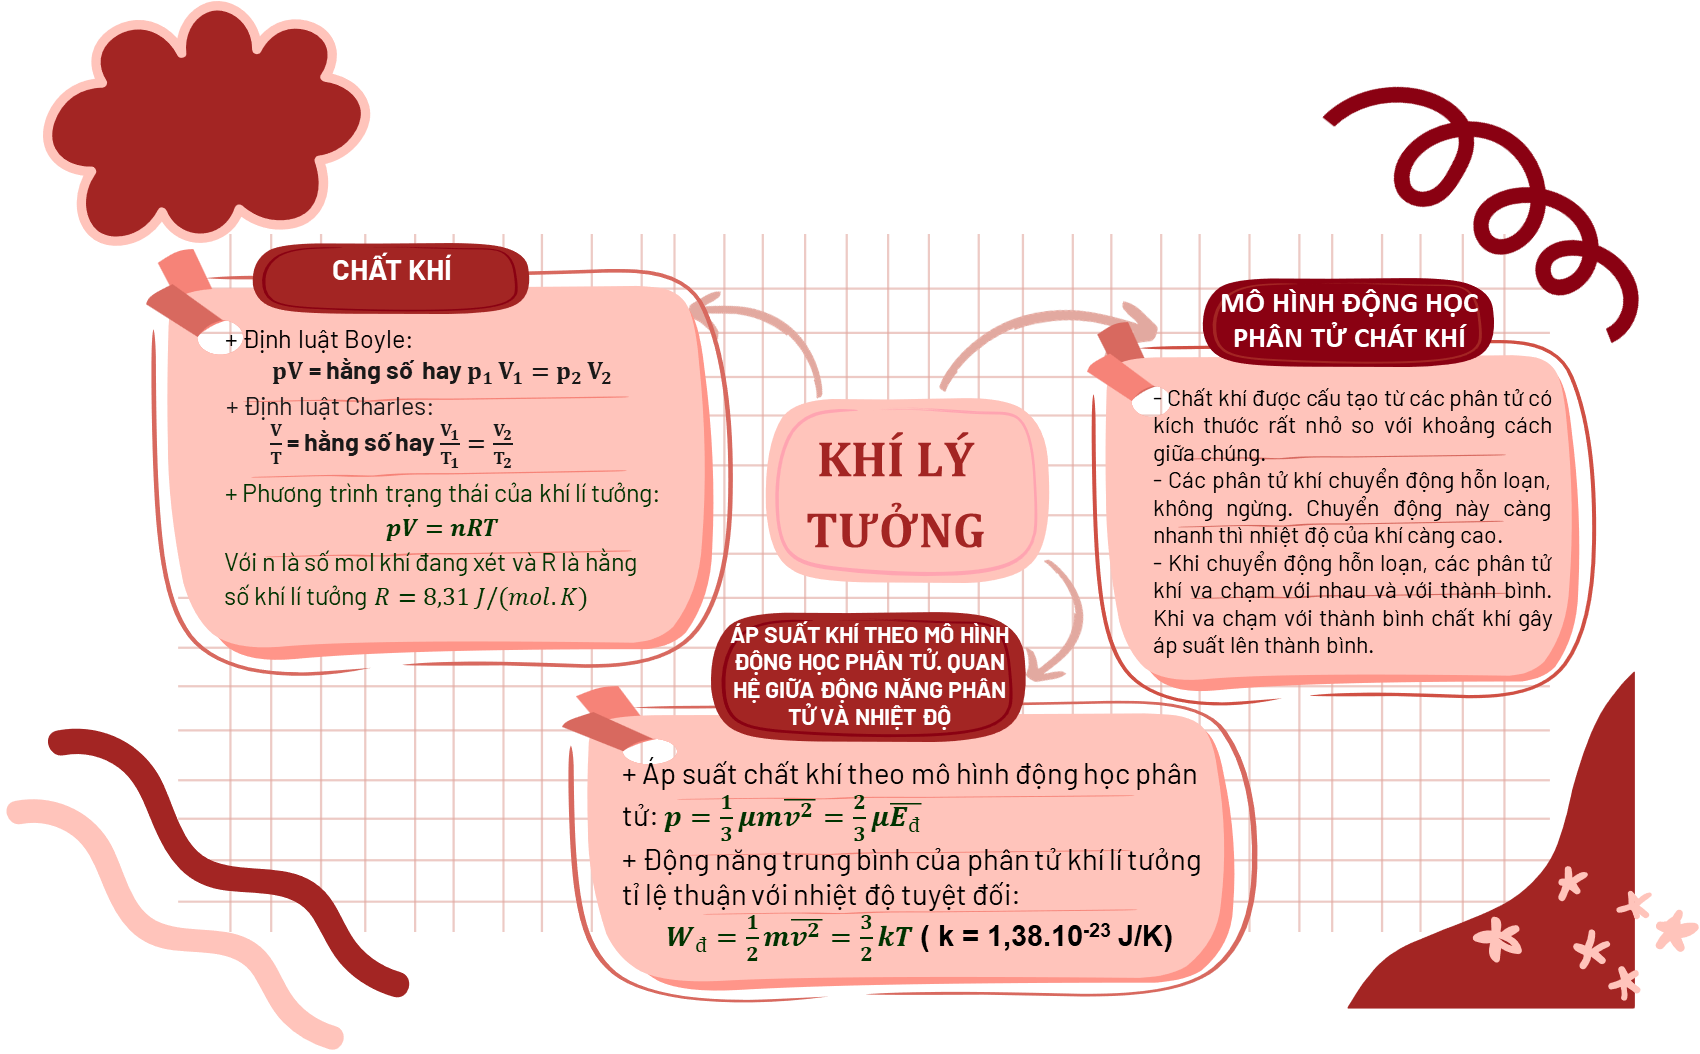 CHẤT KHÍ
+ Định luật Boyle:
pV = hằng số hay p₁ V₁ = p₂ V₂
+ Định luật Charles:
V/T = hằng số hay V₁/T₁ = V₂/T₂
+ Phương trình trạng thái của khí lí tưởng:
pV = nRT
Với n là số mol khí đang xét và R là hằng
số khí lí tưởng R = 8,31 J/(mol.K)
KHÍ LÝ
TƯỞNG
MÔ HÌNH ĐỘNG HỌC
PHÂN TỬ CHÁT KHÍ
- Chất khí được cấu tạo từ các phân tử có
kích thước rất nhỏ so với khoảng cách
giữa chúng.
- Các phân tử khí chuyển động hỗn loạn,
không ngừng. Chuyển động này càng
nhanh thì nhiệt độ của khí càng cao.
- Khi chuyển động hỗn loạn, các phân tử
khí va chạm với nhau và với thành bình.
Khi va chạm với thành bình chất khí gây
áp suất lên thành bình.
ÁP SUẤT KHÍ THEO MÔ HÌNH
ĐỘNG HỌC PHÂN TỬ. QUAN
HỆ GIỮA ĐỘNG NĂNG PHÂN
TỬ VÀ NHIỆT ĐỘ
+ Áp suất chất khí theo mô hình động học phân
tử: p = 1/3 μmv̅²̅ = 2/3 μE̅đ̅
+ Động năng trung bình của phân tử khí lí tưởng
tỉ lệ thuận với nhiệt độ tuyệt đối:
Wđ = 1/2 mv̅²̅ = 3/2 kT ( k = 1,38.10⁻²³ J/K)